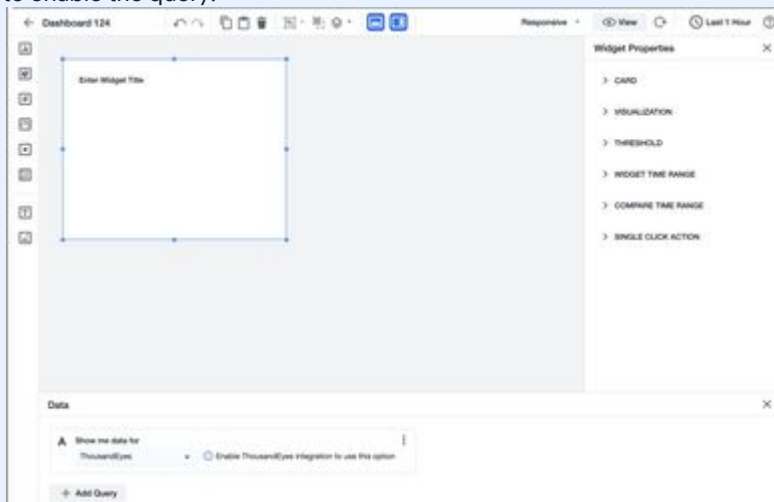 to enable the query.
Dashboard 124
Responsive
View
Last 1 Hour
Widget Properties
Enter Widget Title
CARD
VISUALIZATION
THRESHOLD
WIDGET TIME RANGE
COMPARE TIME RANGE
SINGLE CLICK ACTION
Data
A Show me data for
ThousandEyes
Enable ThousandEyes integration to use this option
+ Add Query